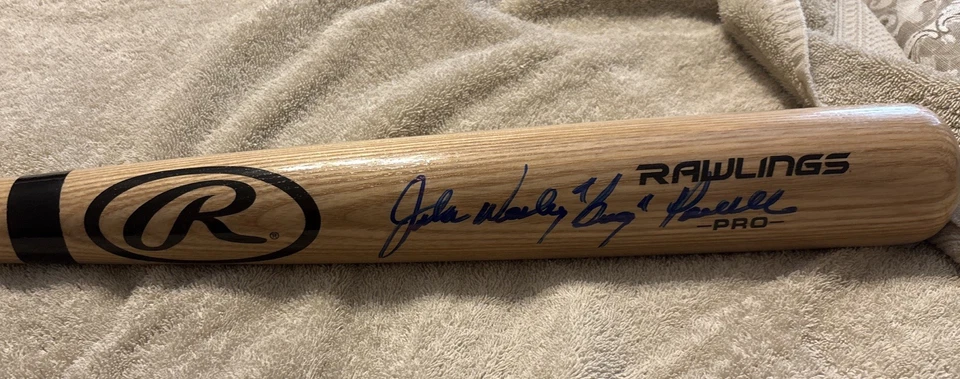 R®
John Wesley "Boog" Powell
RAWLINGS
-PRO-